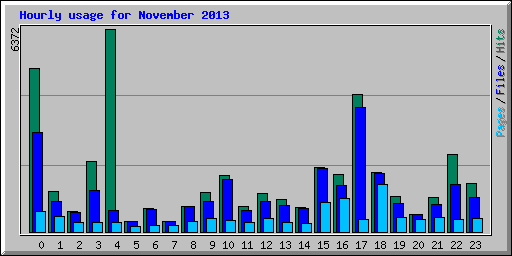 Hourly usage for November 2013
6372
Pages / Files / Hits
0 1 2 3 4 5 6 7 8 9 10 11 12 13 14 15 16 17 18 19 20 21 22 23